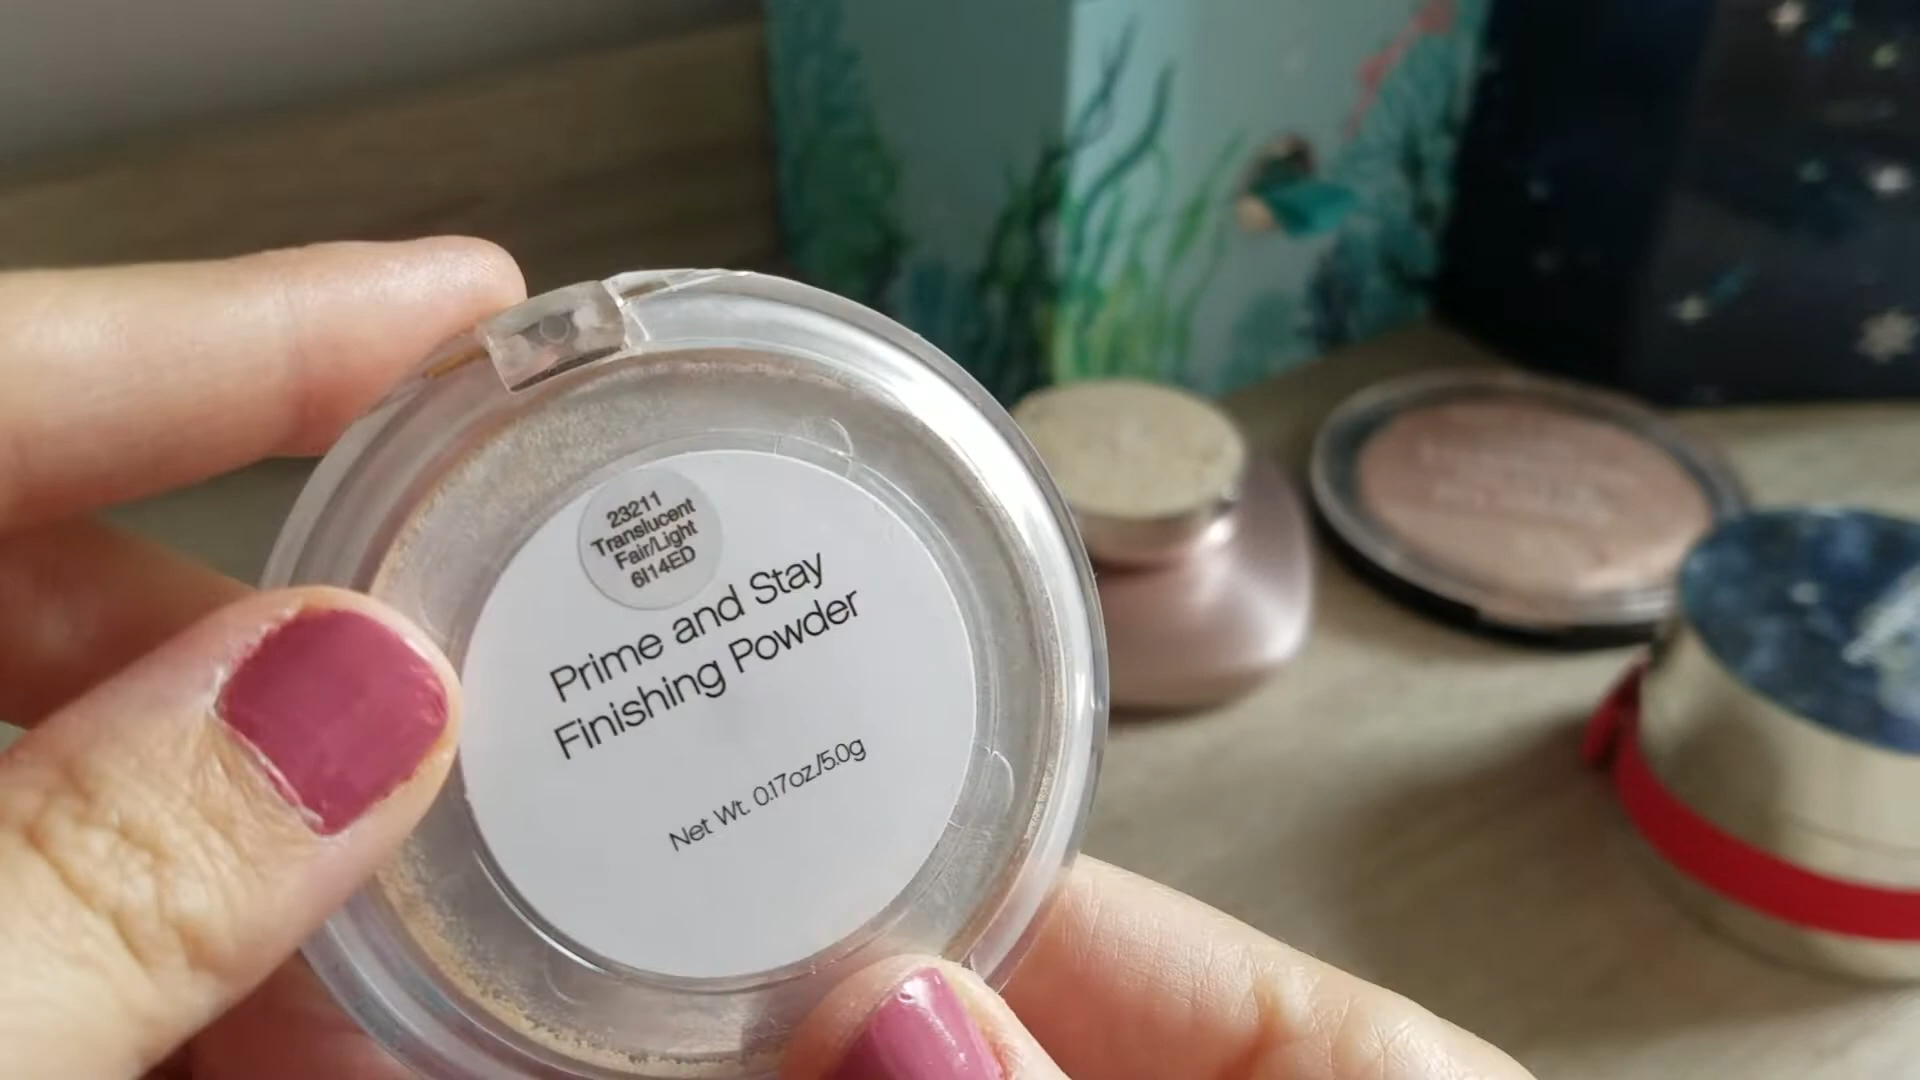 23211
Translucent
Fair/Light
6I14ED
Prime and Stay
Finishing Powder
Net Wt. 0.17oz./5.0g